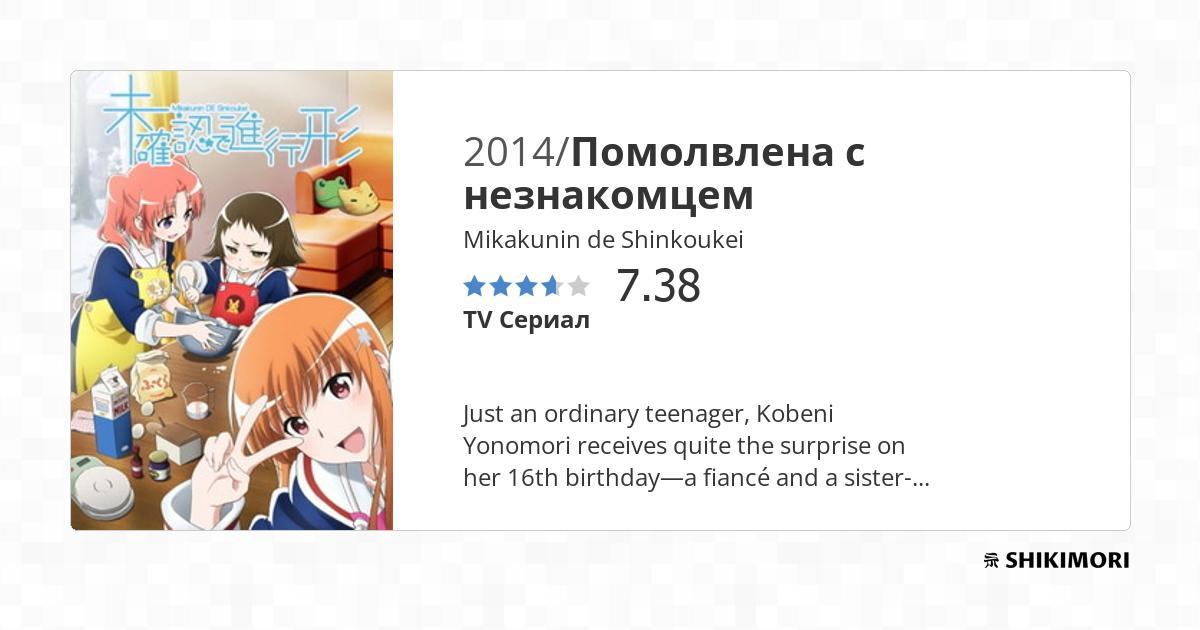 未確認で進行形
Mikakunin DE Sinkoukei
2014/Помолвлена с
незнакомцем
Mikakunin de Shinkoukei
7.38
TV Сериал
Just an ordinary teenager, Kobeni
Yonomori receives quite the surprise on
her 16th birthday—a fiancé and a sister-...
MILK
SHIKIMORI